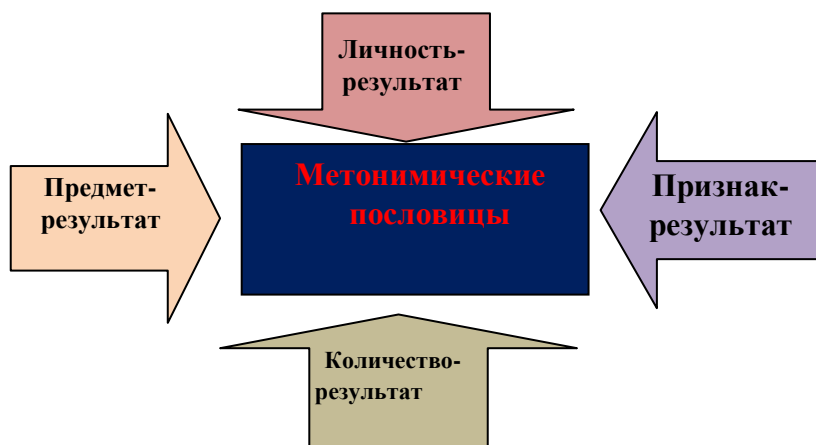 Личность-
результат
Предмет-
результат
Метонимические
пословицы
Признак-
результат
Количество-
результат